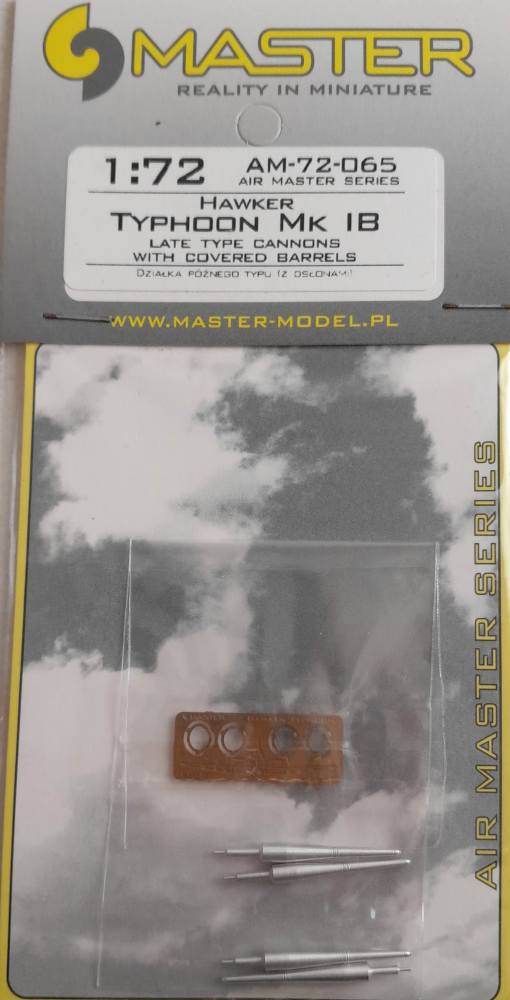 MASTER
REALITY IN MINIATURE
1:72 AM-72-065
AIR MASTER SERIES
HAWKER
TYPHOON MK IB
LATE TYPE CANNONS
WITH COVERED BARRELS
DZIAŁKA PÓŹNEGO TYPU (Z OSŁONAMI)
WWW.MASTER-MODEL.PL
AIR MASTER SERIES
MASTER